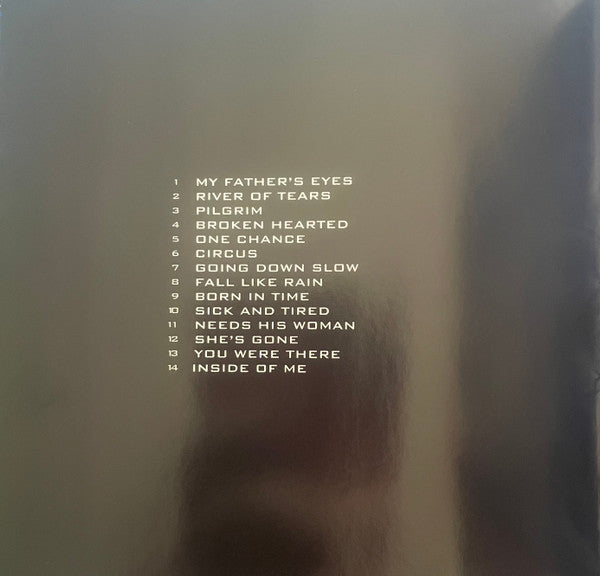 1 MY FATHER'S EYES
2 RIVER OF TEARS
3 PILGRIM
4 BROKEN HEARTED
5 ONE CHANCE
6 CIRCUS
7 GOING DOWN SLOW
8 FALL LIKE RAIN
9 BORN IN TIME
10 SICK AND TIRED
11 NEEDS HIS WOMAN
12 SHE'S GONE
13 YOU WERE THERE
14 INSIDE OF ME